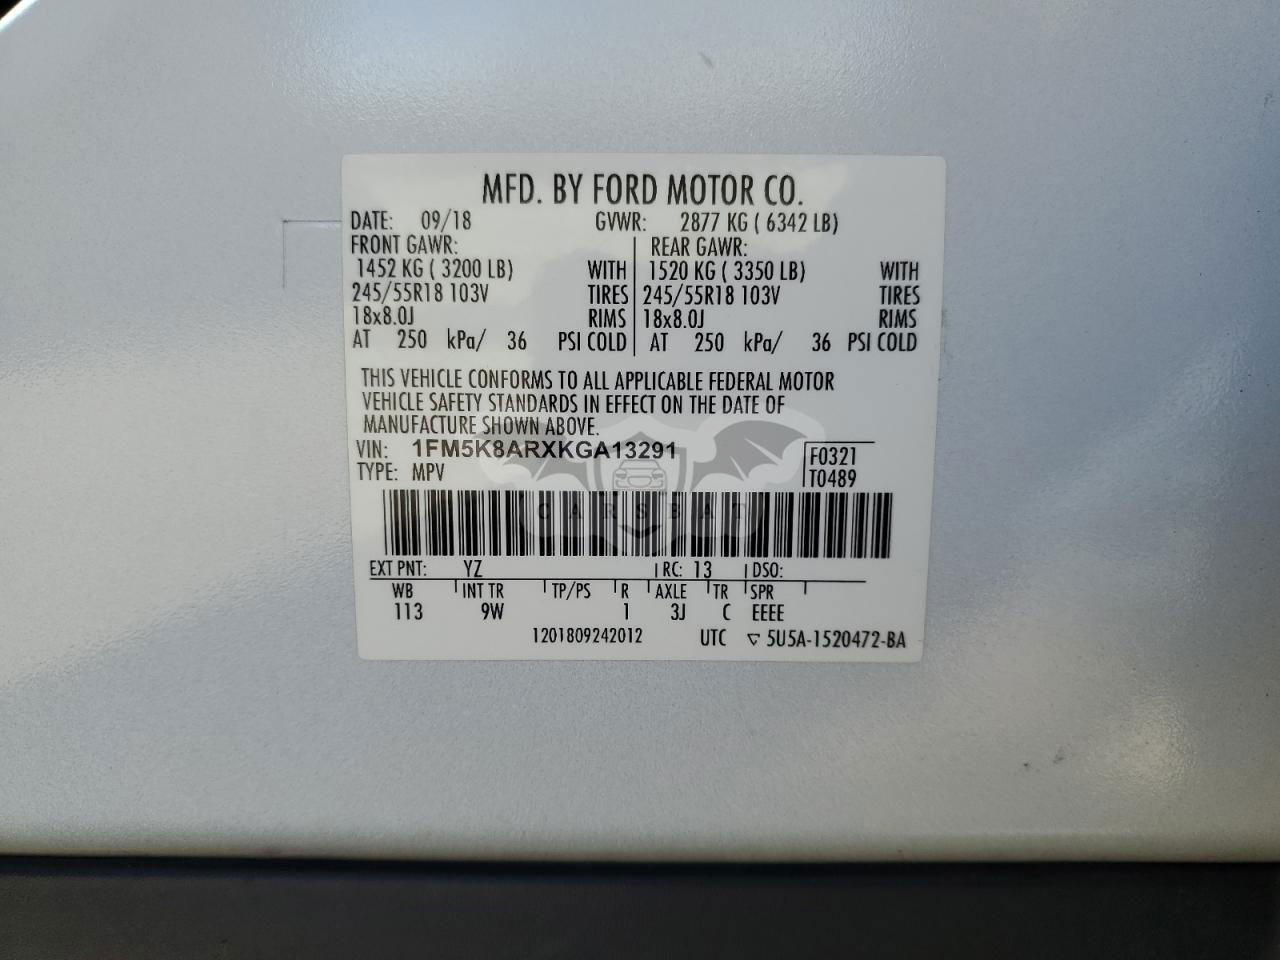 MFD. BY FORD MOTOR CO.
DATE: 09/18 GVWR: 2877 KG ( 6342 LB)
FRONT GAWR: REAR GAWR:
1452 KG ( 3200 LB) WITH 1520 KG ( 3350 LB) WITH
245/55R18 103V TIRES 245/55R18 103V TIRES
18x8.0J RIMS 18x8.0J RIMS
AT 250 kPa/ 36 PSI COLD AT 250 kPa/ 36 PSI COLD
THIS VEHICLE CONFORMS TO ALL APPLICABLE FEDERAL MOTOR
VEHICLE SAFETY STANDARDS IN EFFECT ON THE DATE OF
MANUFACTURE SHOWN ABOVE.
VIN: 1FM5K8ARXKGA13291 F0321
TYPE: MPV T0489
CARSBAT
EXT PNT: YZ RC: 13 DSO:
WB INT TR TP/PS R AXLE TR SPR
113 9W 1 3J C EEEE
1201809242012 UTC 5U5A-1520472-BA